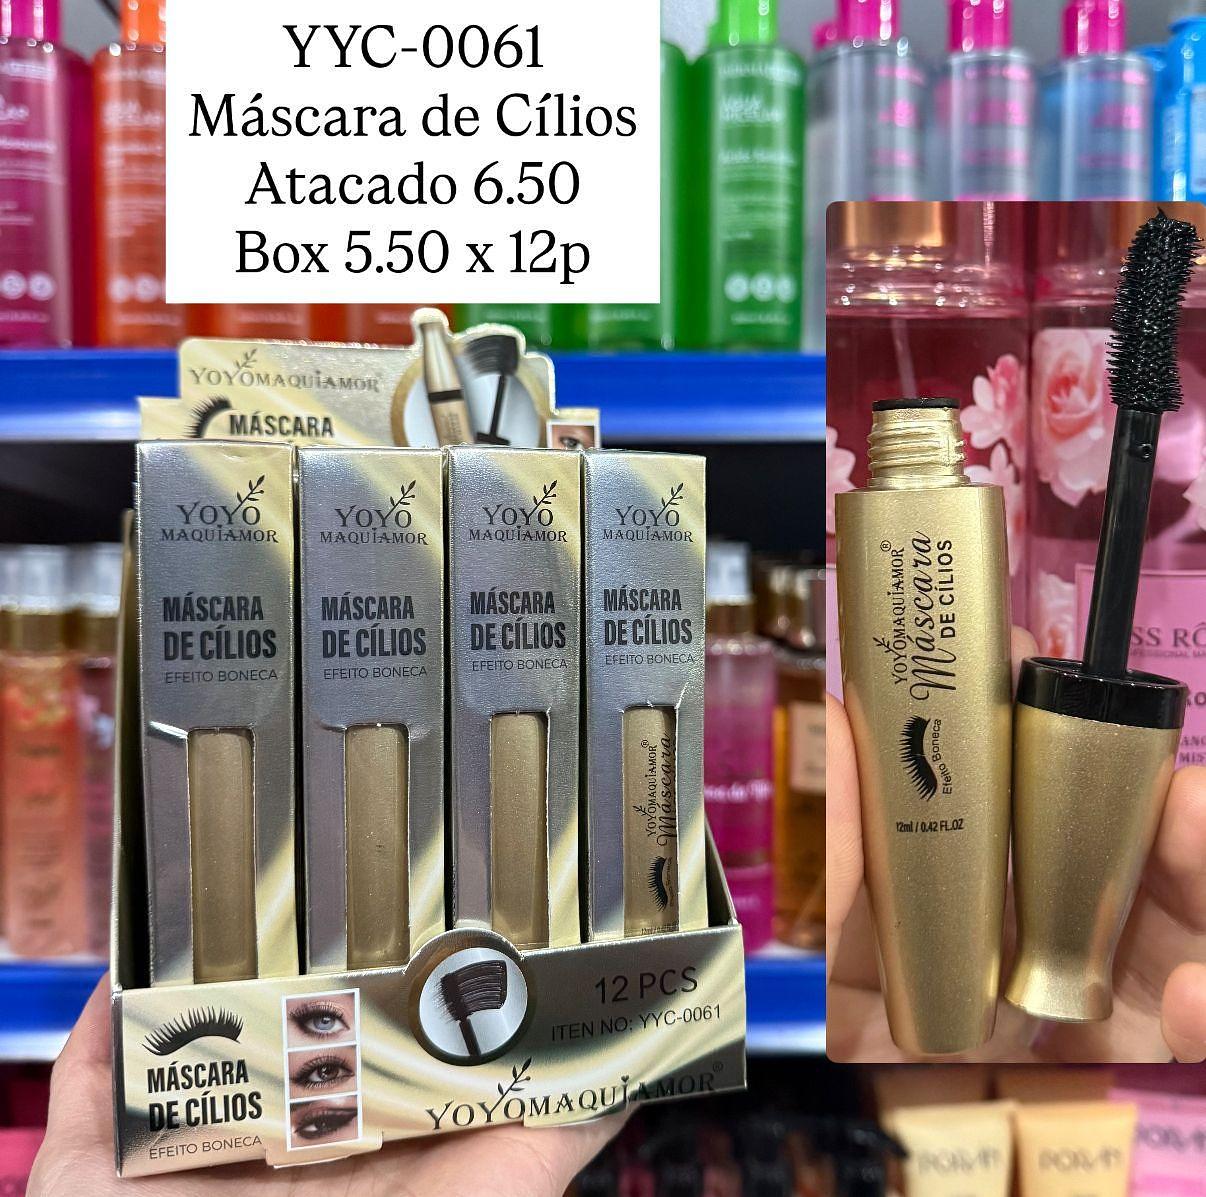 YYC-0061
Máscara de Cílios
Atacado 6.50
Box 5.50 x 12p
YOYOMAQUIAMOR
MÁSCARA
YOYO
MAQUIAMOR
MÁSCARA
DE CÍLIOS
EFEITO BONECA
YOYO
MAQUIAMOR
MÁSCARA
DE CÍLIOS
EFEITO BONECA
YOYO
MAQUIAMOR
MÁSCARA
DE CÍLIOS
EFEITO BONECA
YOYO
MAQUIAMOR
MÁSCARA
DE CÍLIOS
EFEITO BONECA
YOYOMAQUIAMOR®
Máscara
12 PCS
ITEN NO: YYC-0061
MÁSCARA
DE CÍLIOS
EFEITO BONECA
YOYOMAQUIAMOR®
YOYOMAQUIAMOR®
Máscara
DE CÍLIOS
Efeito Boneca
12ml / 0.42 FL.OZ
SS RÔ